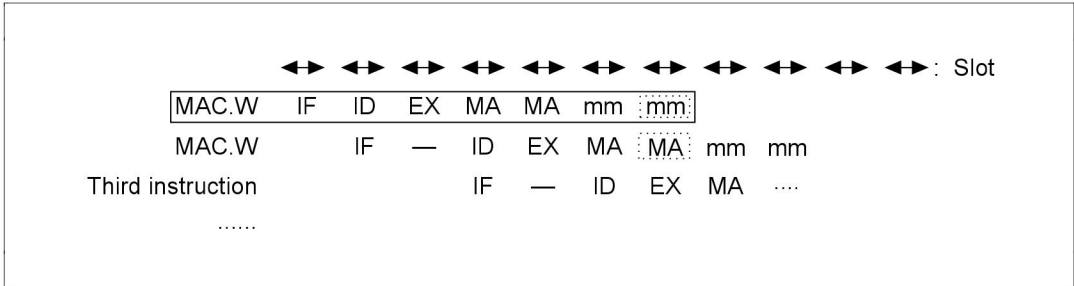 : Slot
MAC.W IF ID EX MA MA mm mm
MAC.W IF — ID EX MA MA mm mm
Third instruction IF — ID EX MA ....
......